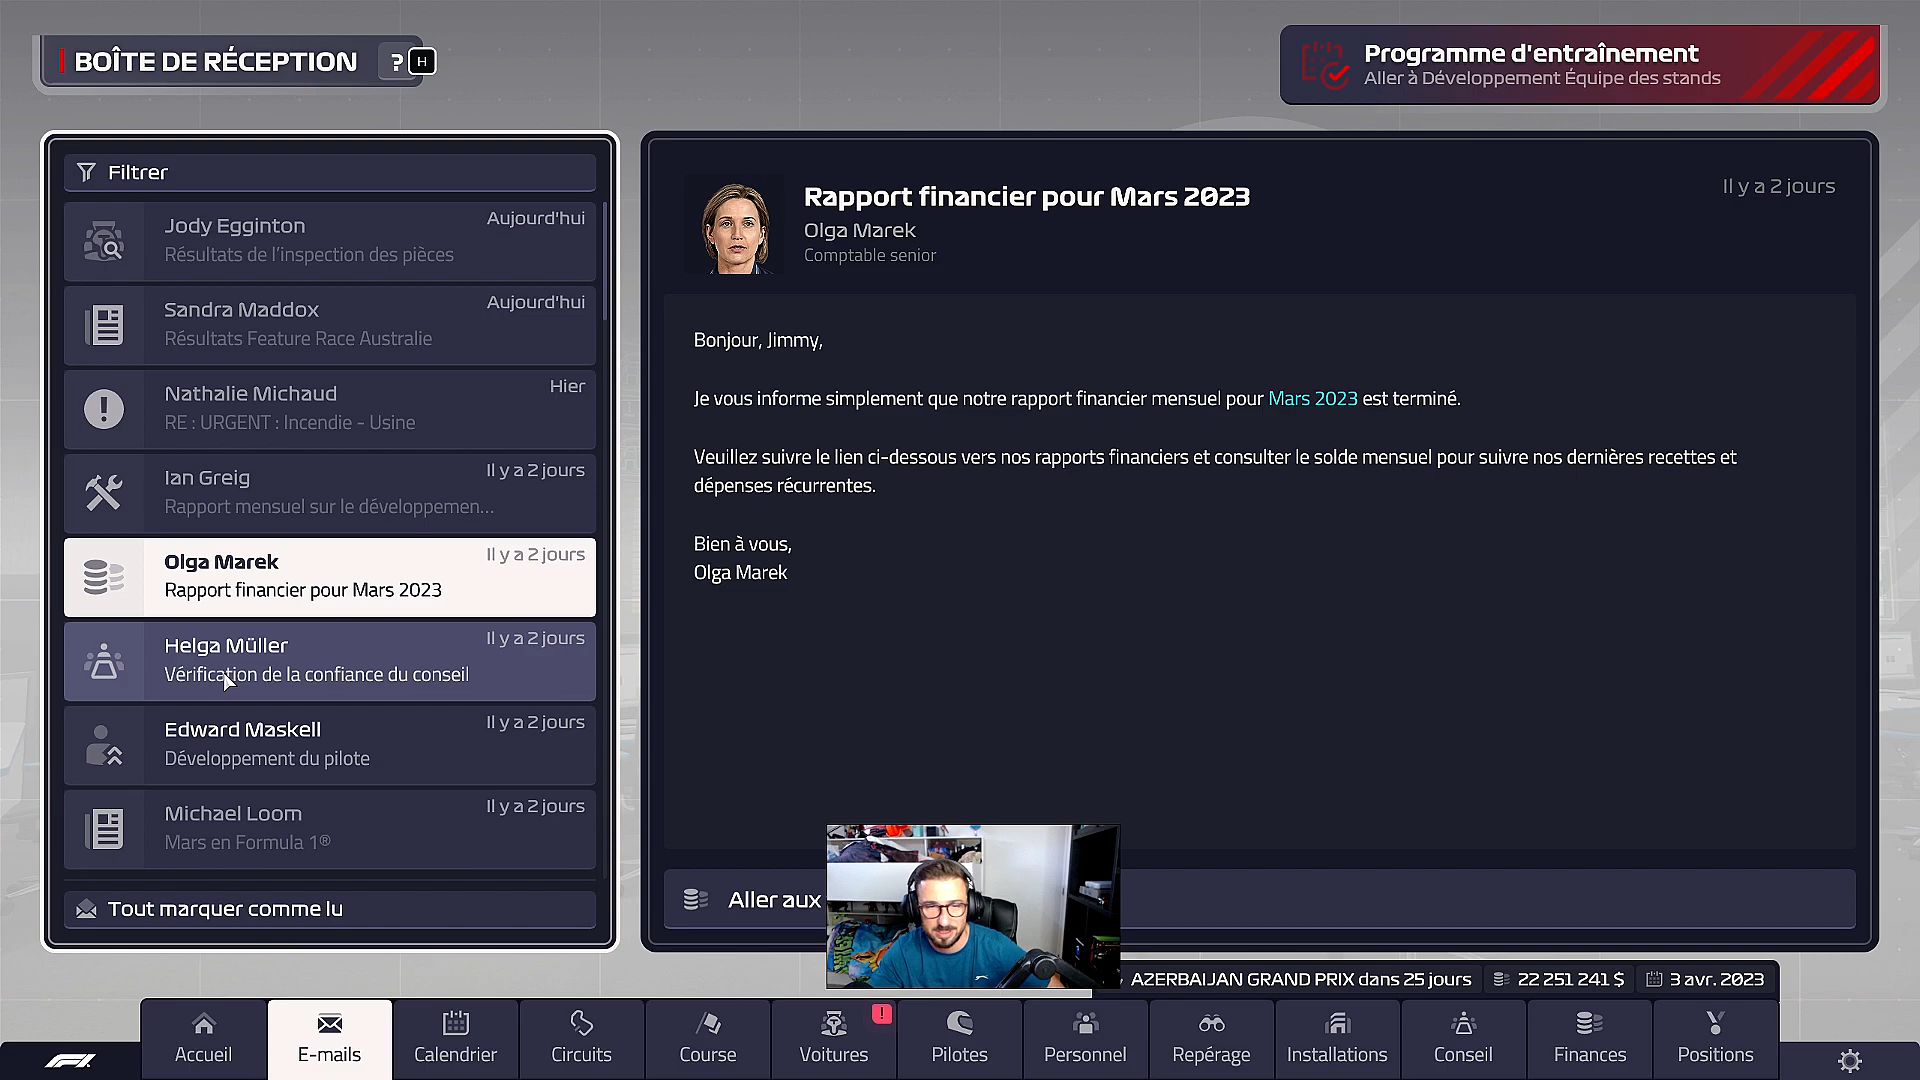 BOÎTE DE RÉCEPTION
?
H
Programme d'entraînement
Aller à Développement Équipe des stands
Filtrer
Jody Egginton
Aujourd'hui
Résultats de l'inspection des pièces
Sandra Maddox
Aujourd'hui
Résultats Feature Race Australie
Nathalie Michaud
Hier
RE : URGENT : Incendie - Usine
Ian Greig
Il y a 2 jours
Rapport mensuel sur le développemen...
Olga Marek
Il y a 2 jours
Rapport financier pour Mars 2023
Helga Müller
Il y a 2 jours
Vérification de la confiance du conseil
Edward Maskell
Il y a 2 jours
Développement du pilote
Michael Loom
Il y a 2 jours
Mars en Formula 1®
Tout marquer comme lu
Rapport financier pour Mars 2023
Il y a 2 jours
Olga Marek
Comptable senior
Bonjour, Jimmy,
Je vous informe simplement que notre rapport financier mensuel pour Mars 2023 est terminé.
Veuillez suivre le lien ci-dessous vers nos rapports financiers et consulter le solde mensuel pour suivre nos dernières recettes et
dépenses récurrentes.
Bien à vous,
Olga Marek
Aller aux
AZERBAIJAN GRAND PRIX dans 25 jours
22 251 241 $
3 avr. 2023
Accueil
E-mails
Calendrier
Circuits
Course
Voitures
!
Pilotes
Personnel
Repérage
Installations
Conseil
Finances
Positions